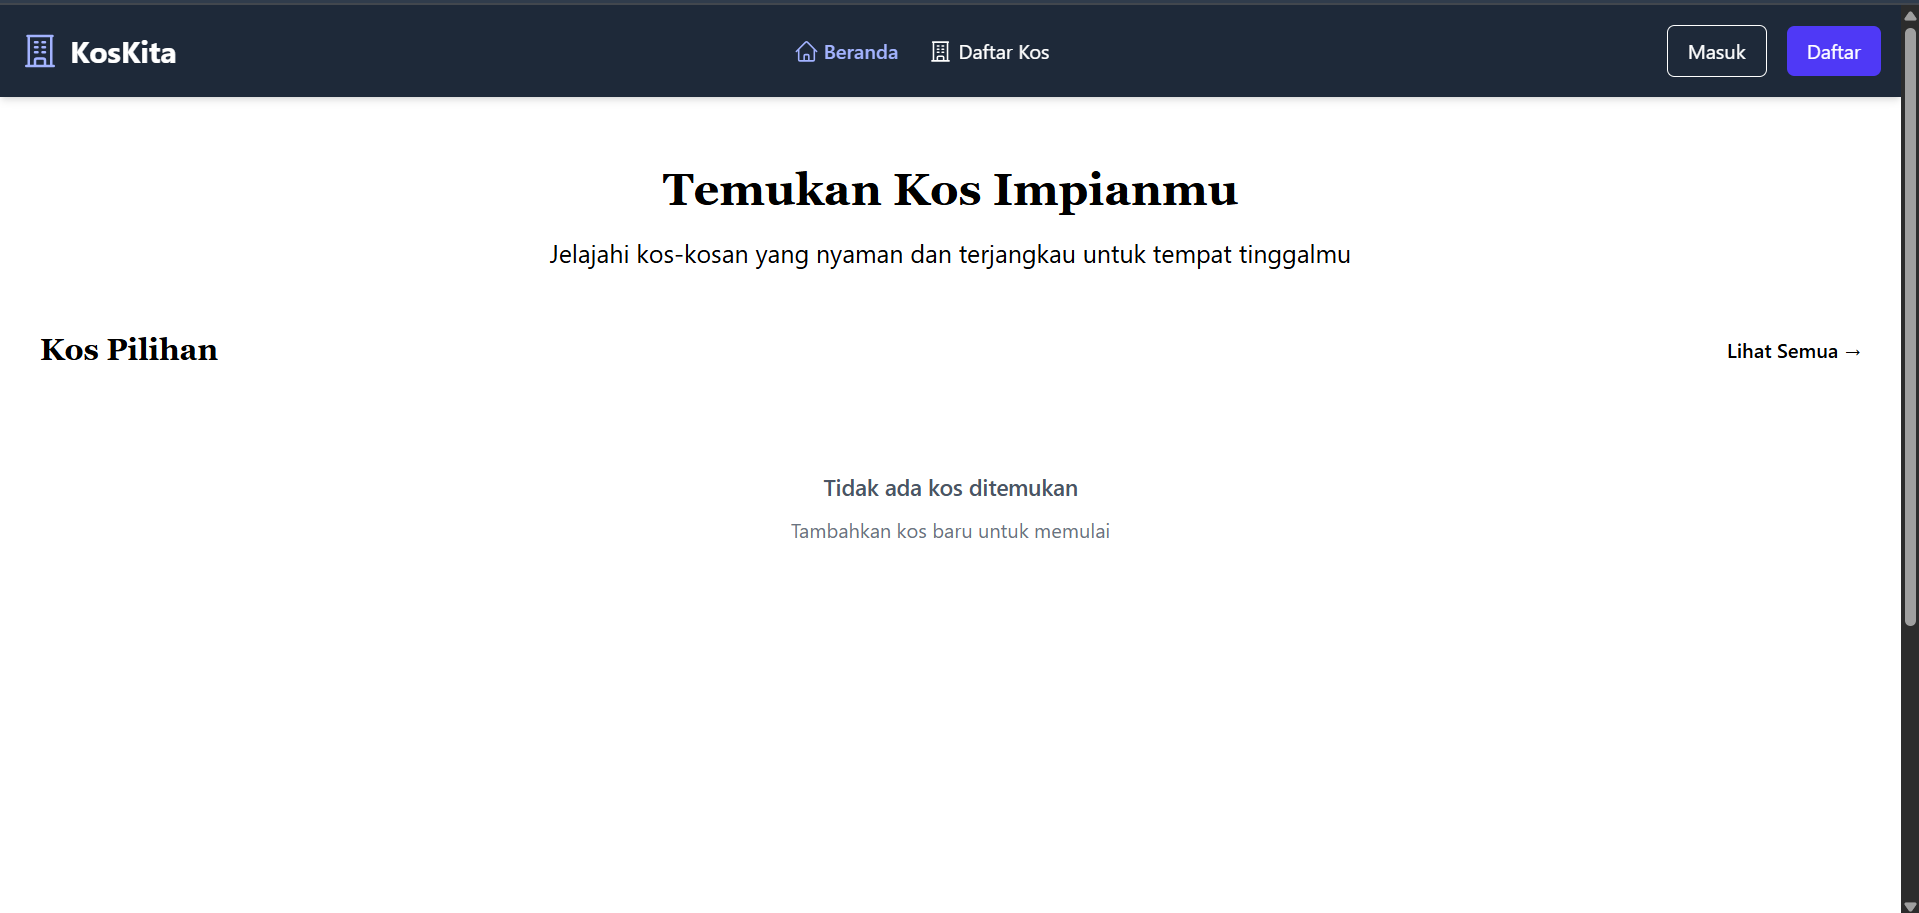 KosKita
Beranda
Daftar Kos
Masuk
Daftar
Temukan Kos Impianmu
Jelajahi kos-kosan yang nyaman dan terjangkau untuk tempat tinggalmu
Kos Pilihan
Lihat Semua →
Tidak ada kos ditemukan
Tambahkan kos baru untuk memulai